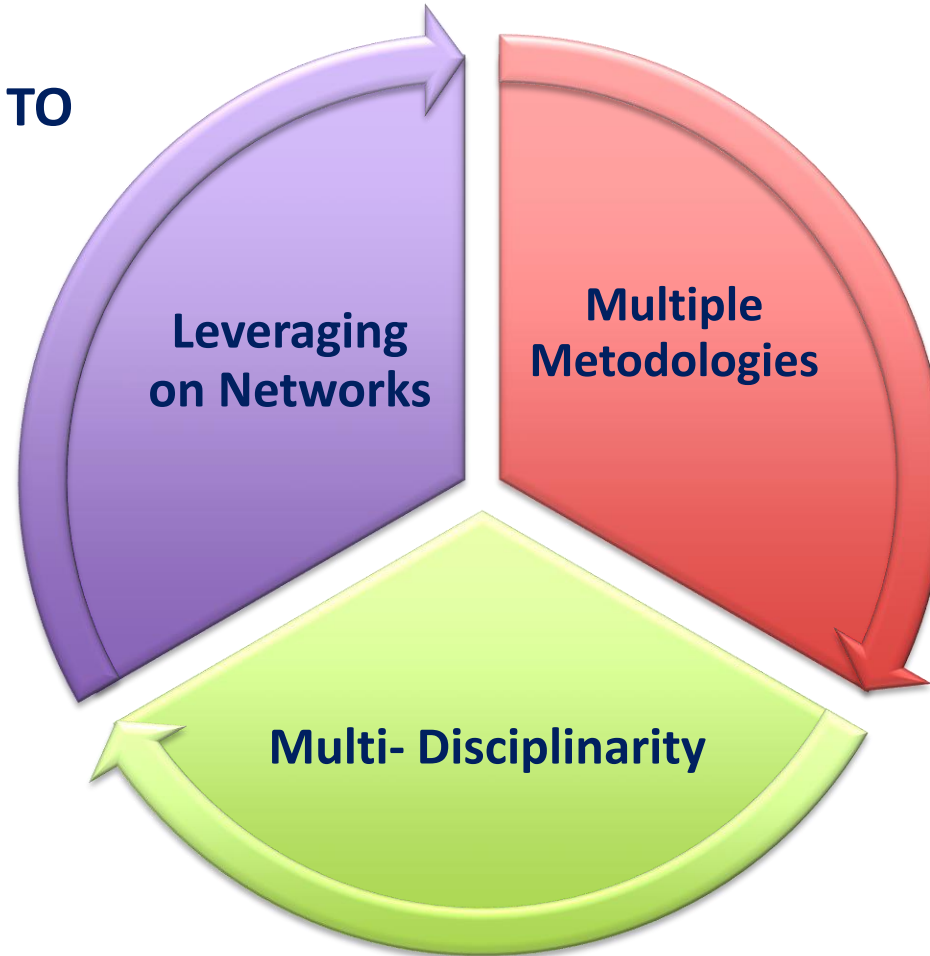 TO
Leveraging
on Networks
Multiple
Metodologies
Multi- Disciplinarity